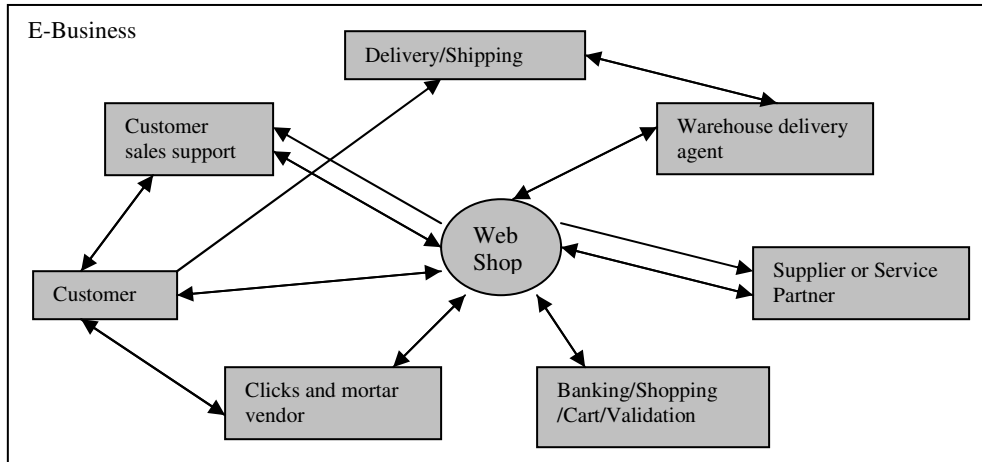 E-Business
Delivery/Shipping
Customer
sales support
Warehouse delivery
agent
Web
Shop
Customer
Supplier or Service
Partner
Clicks and mortar
vendor
Banking/Shopping
/Cart/Validation